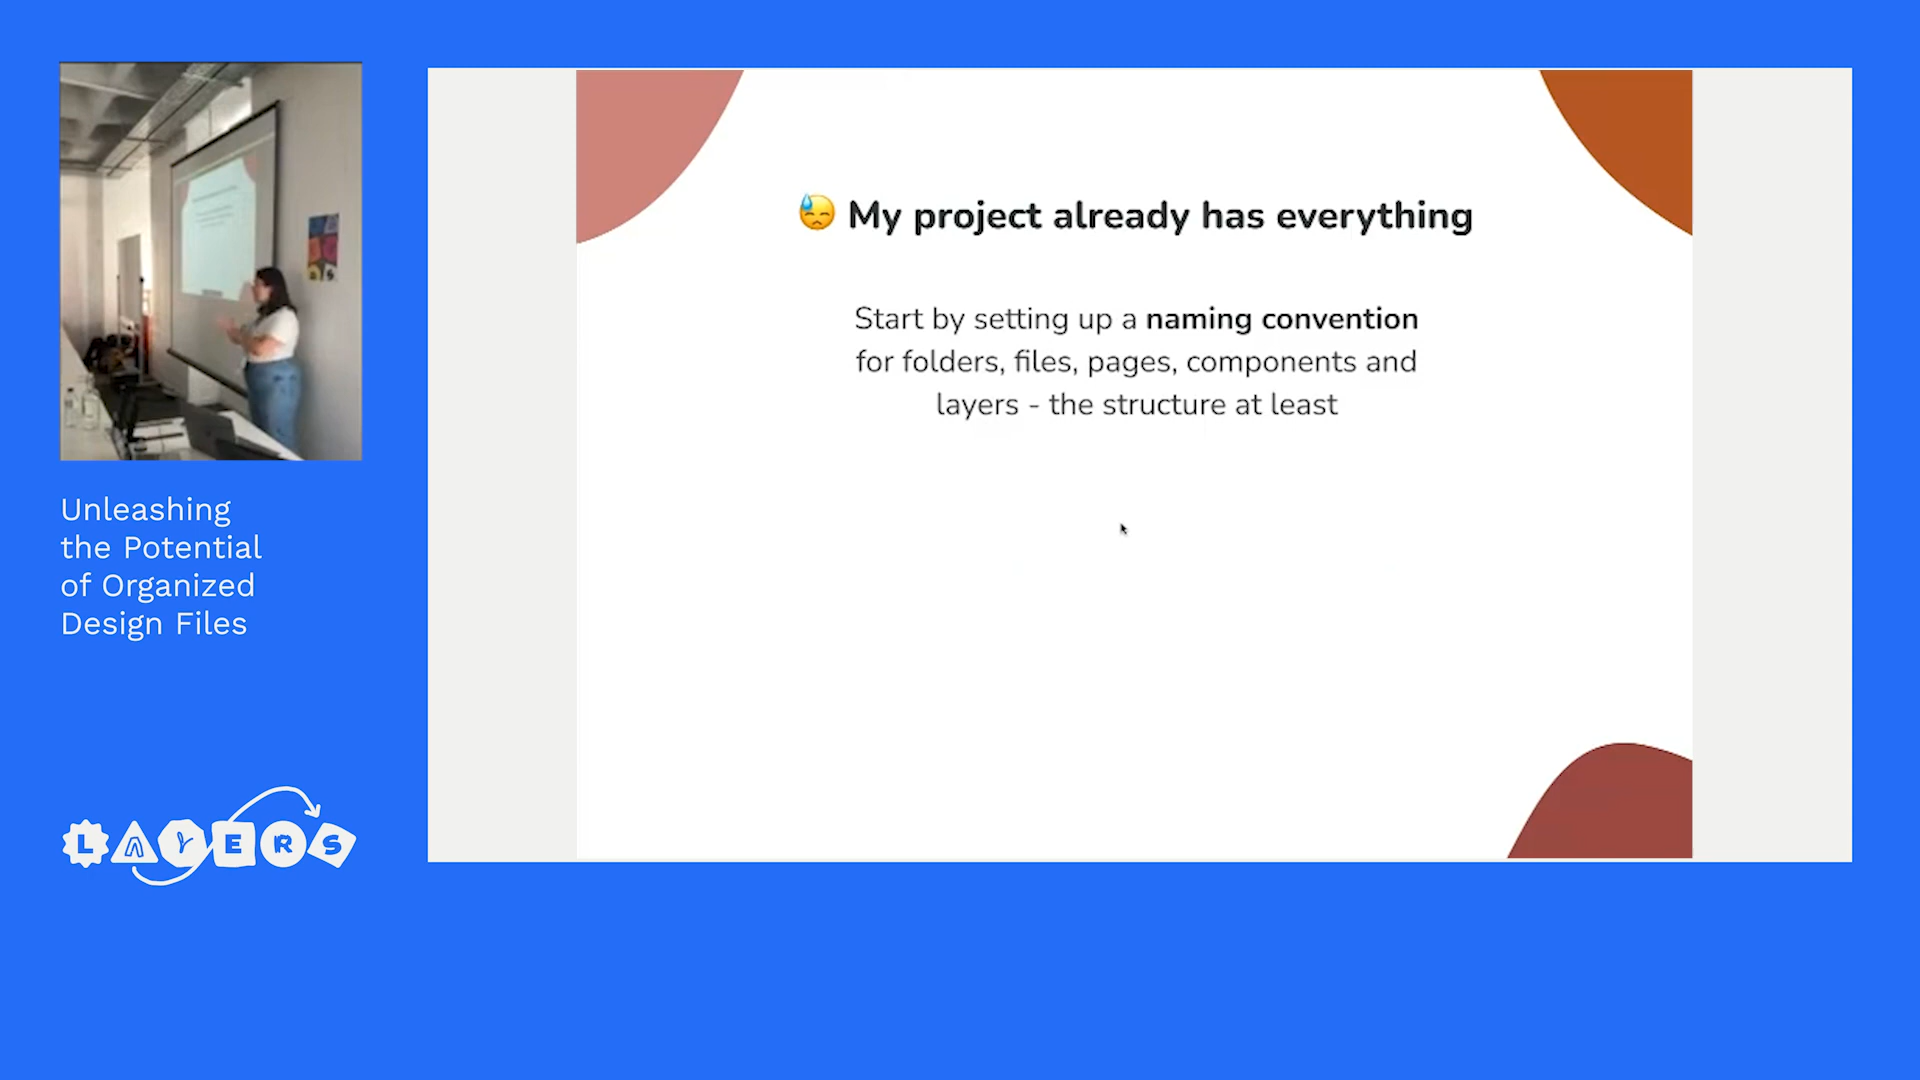 Unleashing
the Potential
of Organized
Design Files
LAYERS
😓 My project already has everything
Start by setting up a naming convention
for folders, files, pages, components and
layers - the structure at least